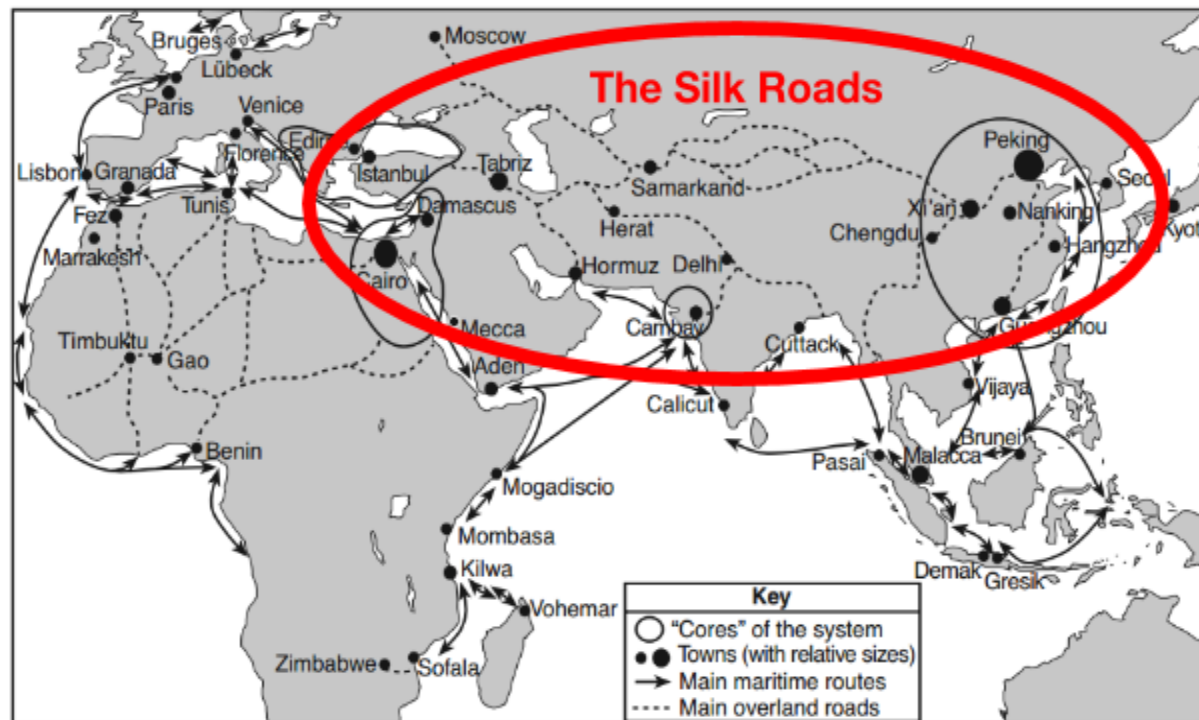 Moscow
Bruges
Lübeck
The Silk Roads
Paris
Venice
Peking
Edirne
Florence
Istanbul
Tabriz
Samarkand
Seoul
Lisbon
Granada
Tunis
Damascus
Xi'an
Nanking
Kyot
Fez
Herat
Chengdu
Hangzhou
Marrakesh
Cairo
Hormuz
Delhi
Mecca
Cambay
Guangzhou
Timbuktu
Gao
Cuttack
Aden
Calicut
Vijaya
Benin
Brunei
Pasai
Malacca
Mogadiscio
Mombasa
Kilwa
Demak
Gresik
Vohemar
Zimbabwe
Sofala
Key
"Cores" of the system
Towns (with relative sizes)
Main maritime routes
Main overland roads